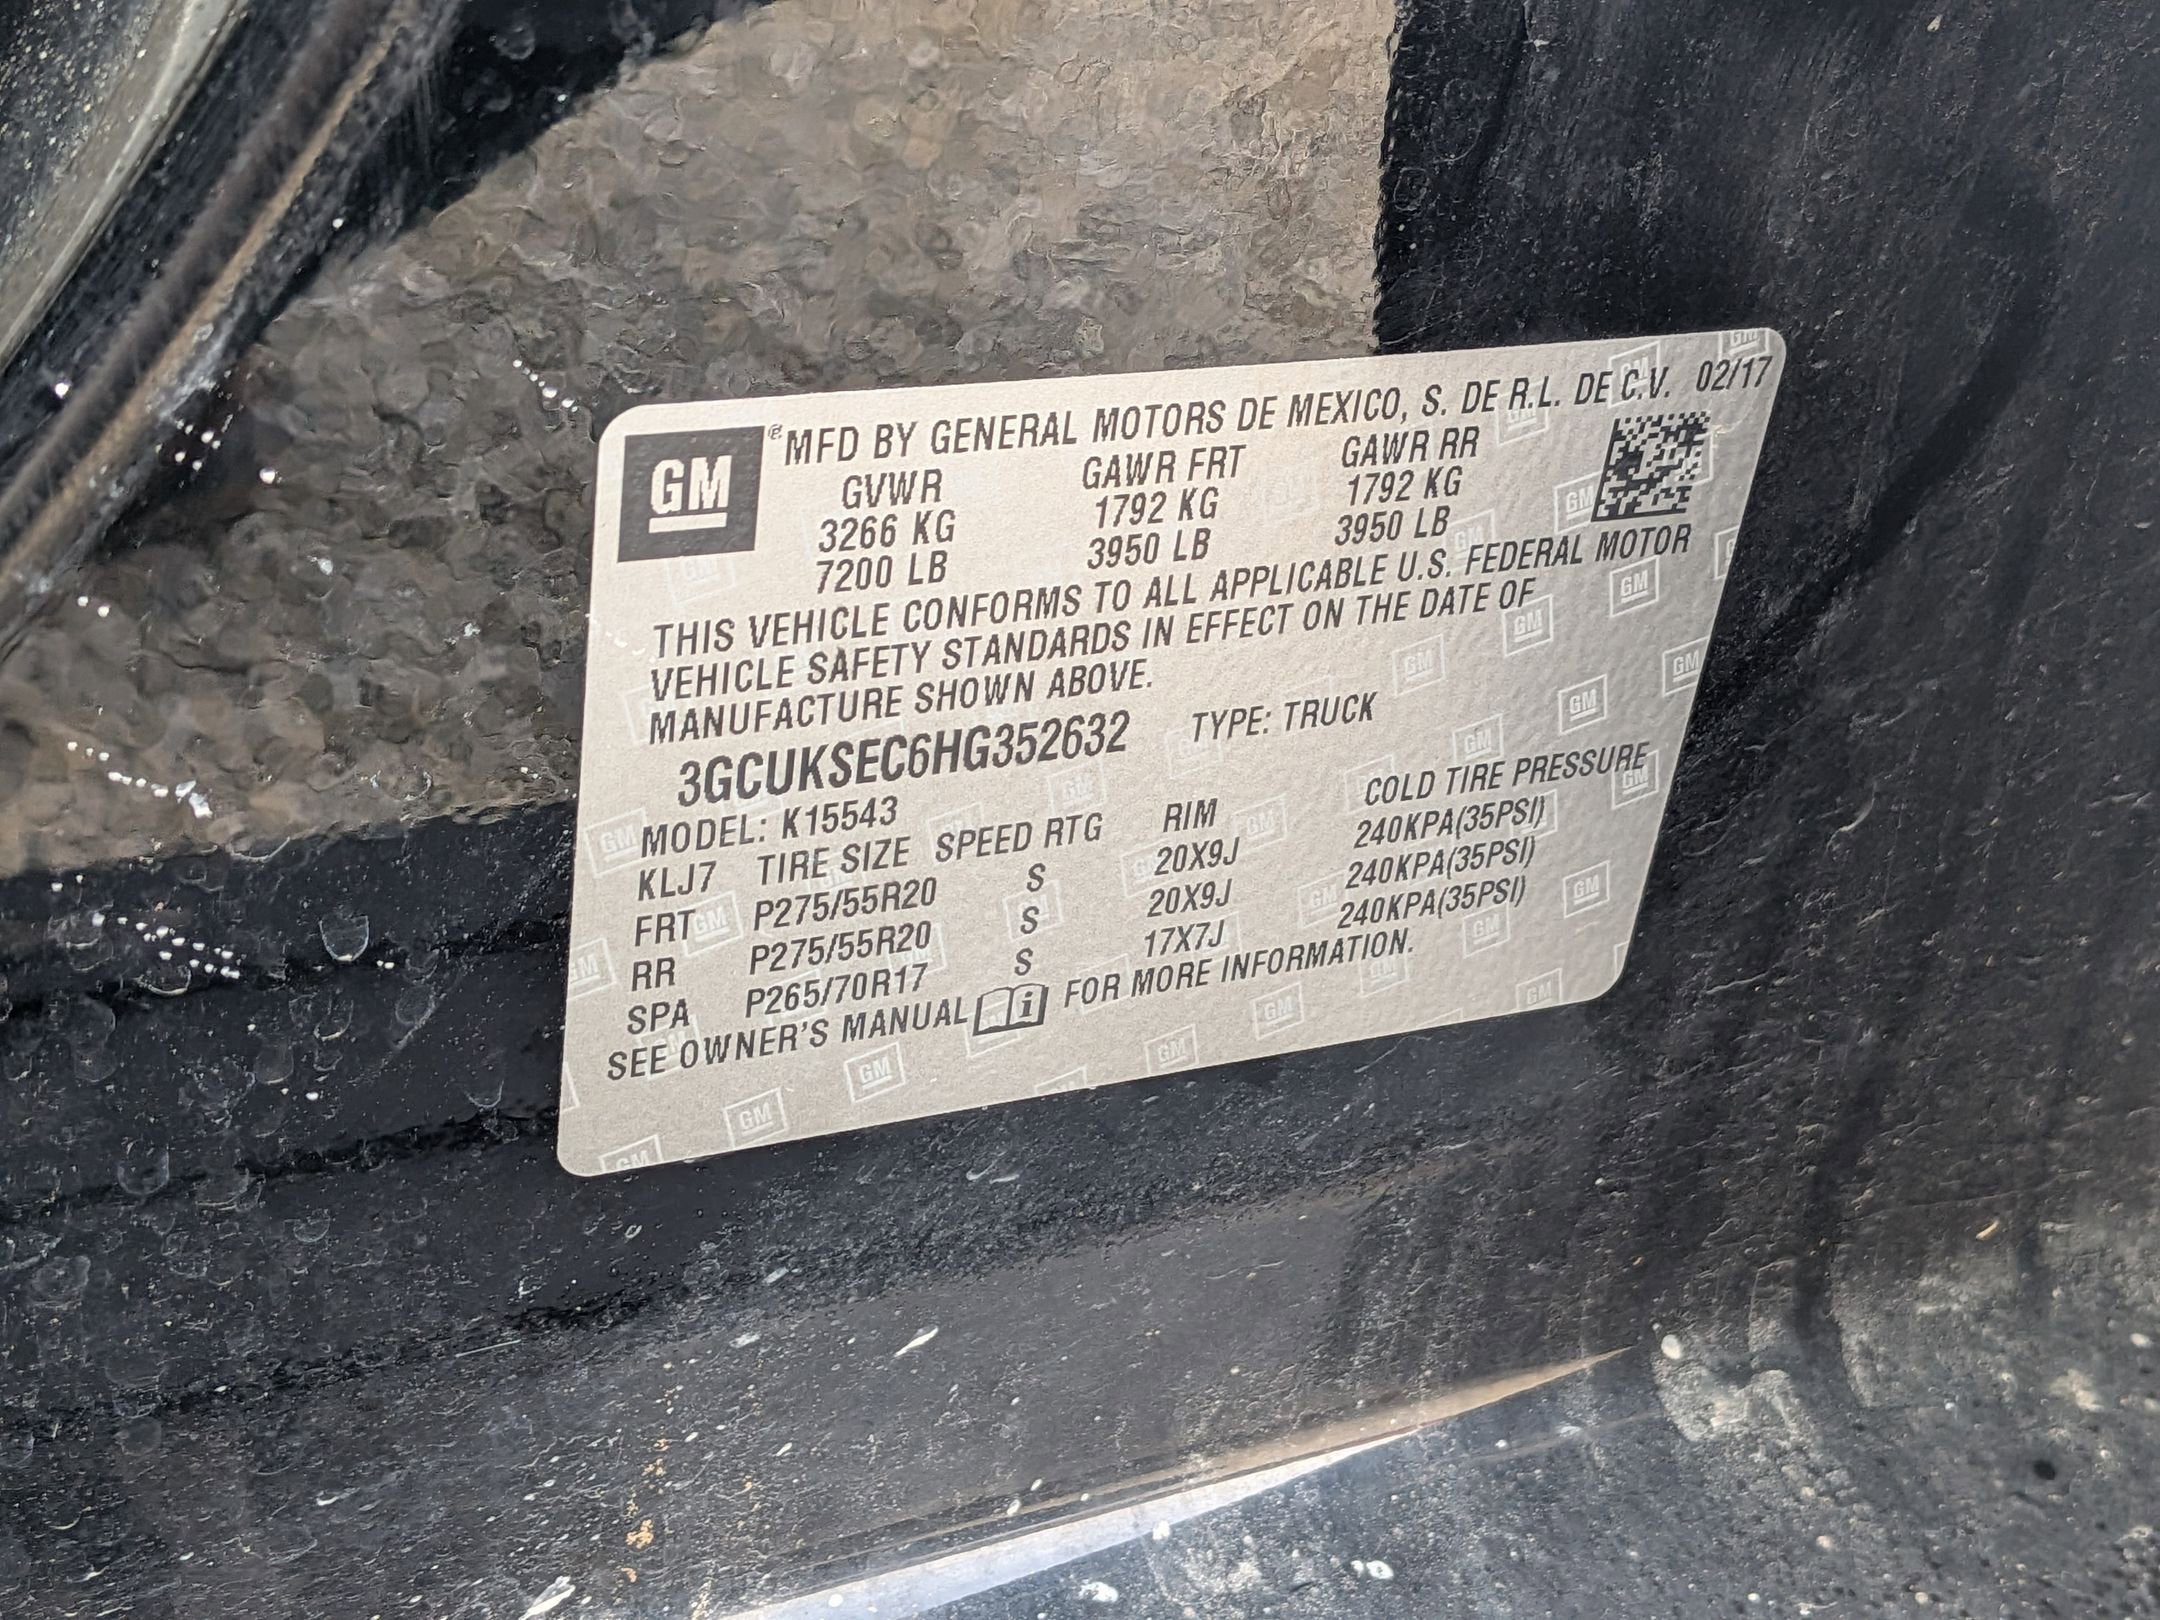 GM ® MFD BY GENERAL MOTORS DE MEXICO, S. DE R.L. DE C.V. 02/17
GVWR GAWR FRT GAWR RR
3266 KG 1792 KG 1792 KG
7200 LB 3950 LB 3950 LB
THIS VEHICLE CONFORMS TO ALL APPLICABLE U.S. FEDERAL MOTOR
VEHICLE SAFETY STANDARDS IN EFFECT ON THE DATE OF
MANUFACTURE SHOWN ABOVE.
3GCUKSEC6HG352632 TYPE: TRUCK
MODEL: K15543
KLJ7 TIRE SIZE SPEED RTG RIM COLD TIRE PRESSURE
FRT P275/55R20 S 20X9J 240KPA(35PSI)
RR P275/55R20 S 20X9J 240KPA(35PSI)
SPA P265/70R17 S 17X7J 240KPA(35PSI)
SEE OWNER'S MANUAL FOR MORE INFORMATION.